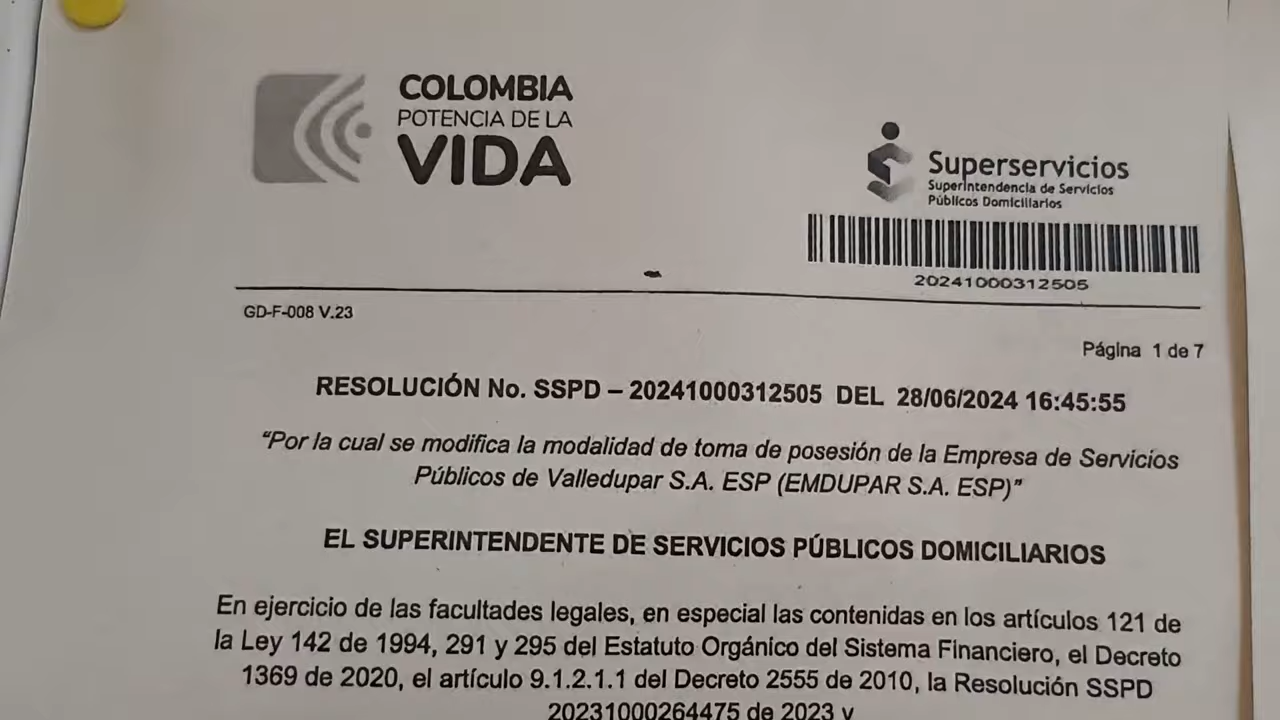 COLOMBIA
POTENCIA DE LA
VIDA
Superservicios
Superintendencia de Servicios
Públicos Domiciliarios
20241000312505
GD-F-008 V.23
Página 1 de 7
RESOLUCIÓN No. SSPD – 20241000312505 DEL 28/06/2024 16:45:55
"Por la cual se modifica la modalidad de toma de posesión de la Empresa de Servicios
Públicos de Valledupar S.A. ESP (EMDUPAR S.A. ESP)"
EL SUPERINTENDENTE DE SERVICIOS PÚBLICOS DOMICILIARIOS
En ejercicio de las facultades legales, en especial las contenidas en los artículos 121 de
la Ley 142 de 1994, 291 y 295 del Estatuto Orgánico del Sistema Financiero, el Decreto
1369 de 2020, el artículo 9.1.2.1.1 del Decreto 2555 de 2010, la Resolución SSPD
20231000264475 de 2023 y